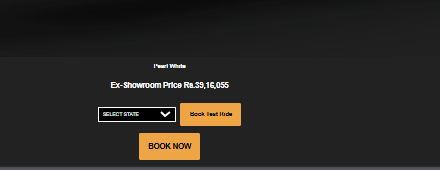 Pearl White
Ex-Showroom Price Rs.39,16,055
SELECT STATE
Book Test Ride
BOOK NOW